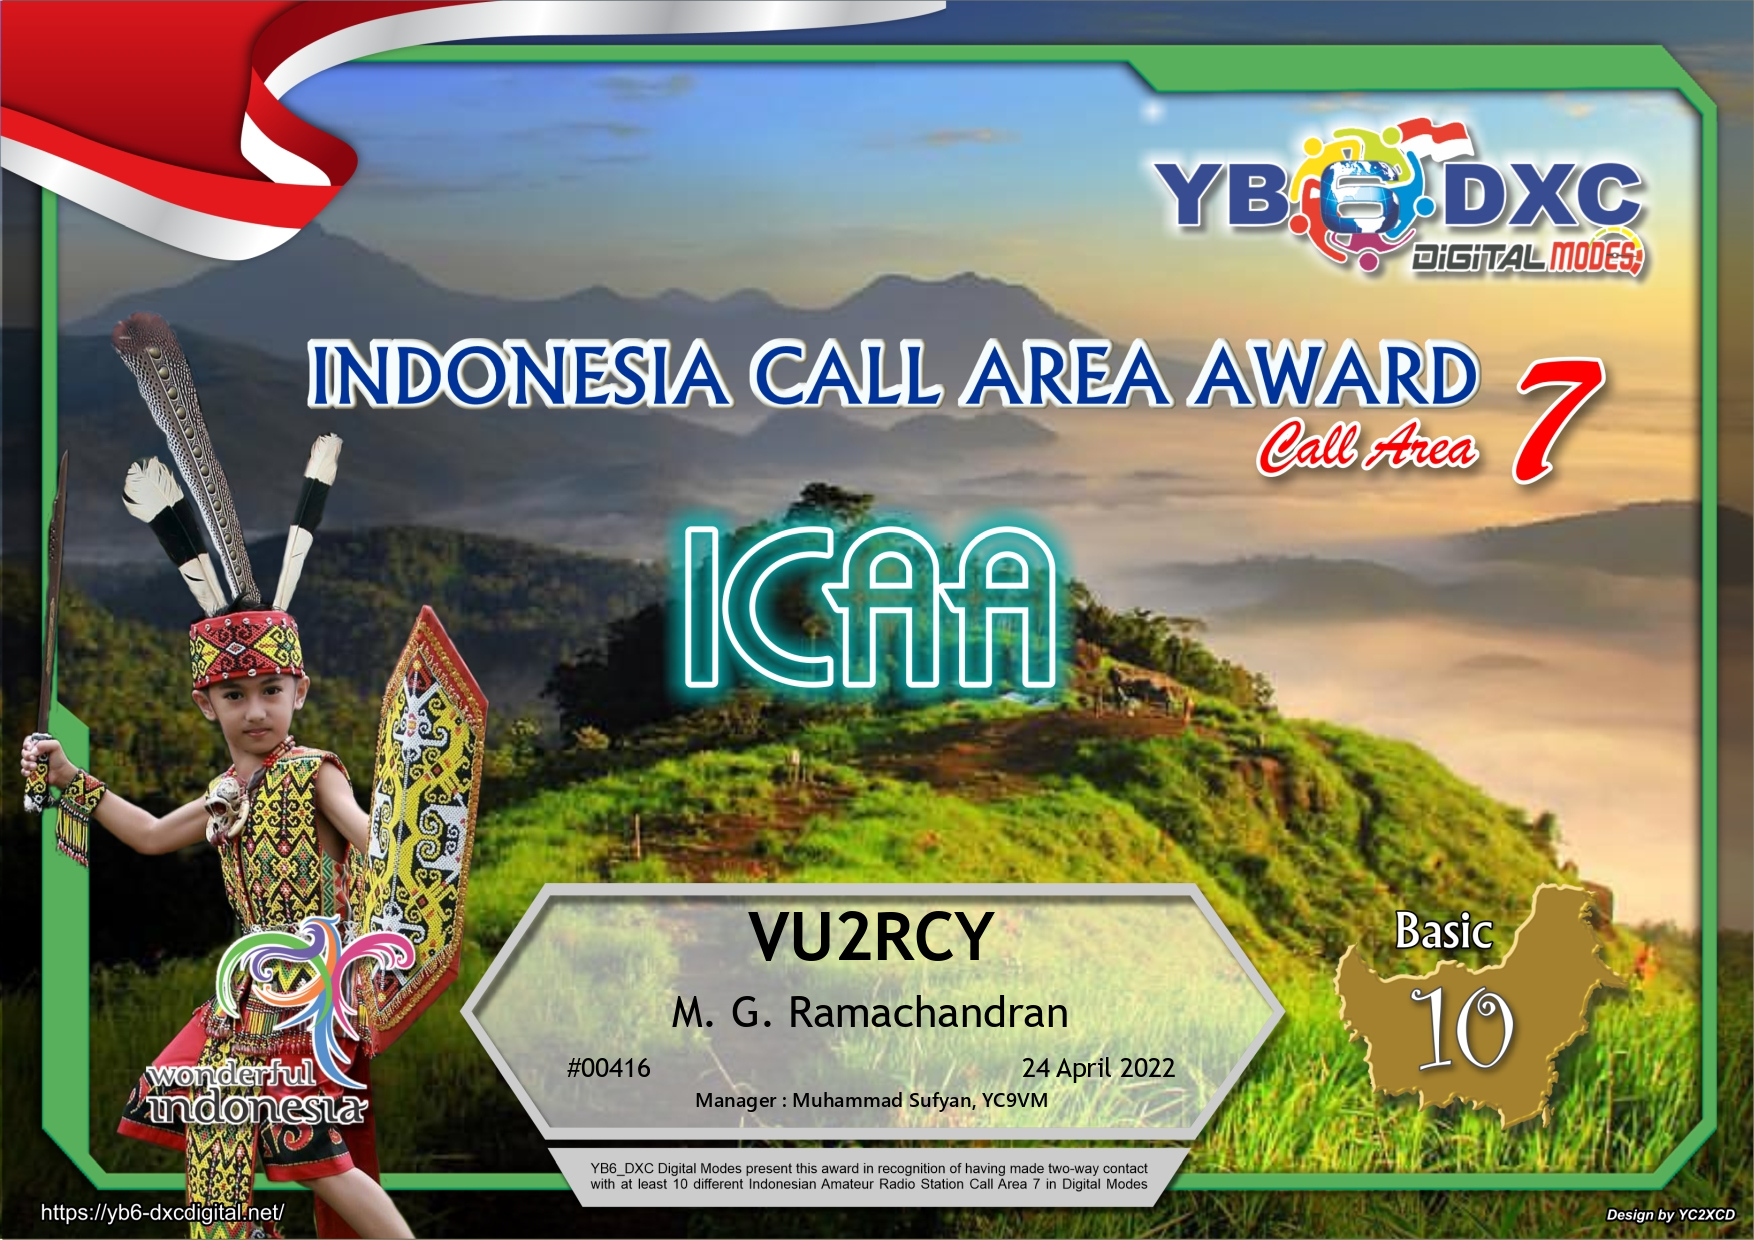 YB6DXC
DiGiTAL MODES
INDONESIA CALL AREA AWARD
Call Area 7
ICAA
VU2RCY
M. G. Ramachandran
#00416 24 April 2022
Manager : Muhammad Sufyan, YC9VM
Basic
10
wonderful
indonesia
YB6_DXC Digital Modes present this award in recognition of having made two-way contact
with at least 10 different Indonesian Amateur Radio Station Call Area 7 in Digital Modes
https://yb6-dxcdigital.net/
Design by YC2XCD